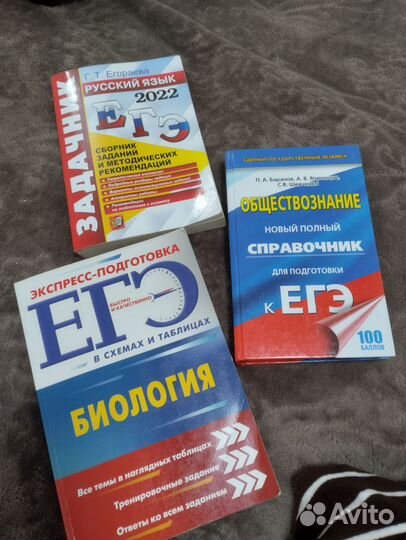 Г. Т. Егораева
РУССКИЙ ЯЗЫК
2022
ЕГЭ
ЗАДАЧНИК
СБОРНИК
ЗАДАНИЙ
И МЕТОДИЧЕСКИХ
РЕКОМЕНДАЦИЙ
ЕДИНЫЙ ГОСУДАРСТВЕННЫЙ ЭКЗАМЕН
П.А. Баранов, А.В. Воронцов,
С.В. Шевченко
ОБЩЕСТВОЗНАНИЕ
НОВЫЙ ПОЛНЫЙ
СПРАВОЧНИК
ДЛЯ ПОДГОТОВКИ
К ЕГЭ
100
БАЛЛОВ
ЭКСПРЕСС-ПОДГОТОВКА
ЕГЭ
БЫСТРО
И КАЧЕСТВЕННО
В СХЕМАХ И ТАБЛИЦАХ
БИОЛОГИЯ
Все темы в наглядных таблицах
Тренировочные задания
Ответы ко всем заданиям
Avito